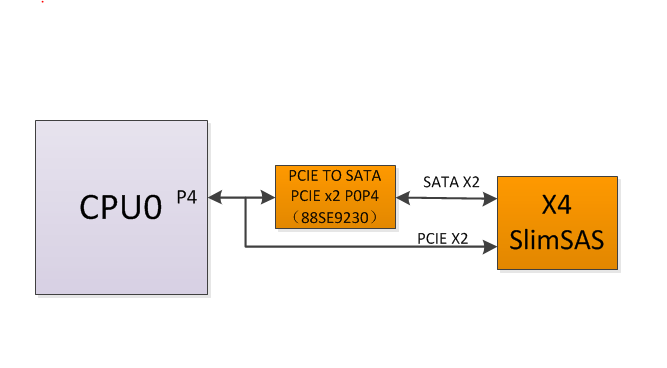 CPU0
P4
PCIE TO SATA
PCIE x2 P0P4
（88SE9230）
SATA X2
PCIE X2
X4
SlimSAS